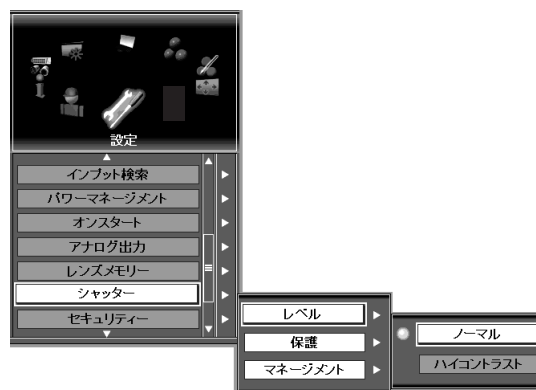 設定
インプット検索
パワーマネージメント
オンスタート
アナログ出力
レンズメモリー
シャッター
セキュリティー
レベル
保護
マネージメント
ノーマル
ハイコントラスト